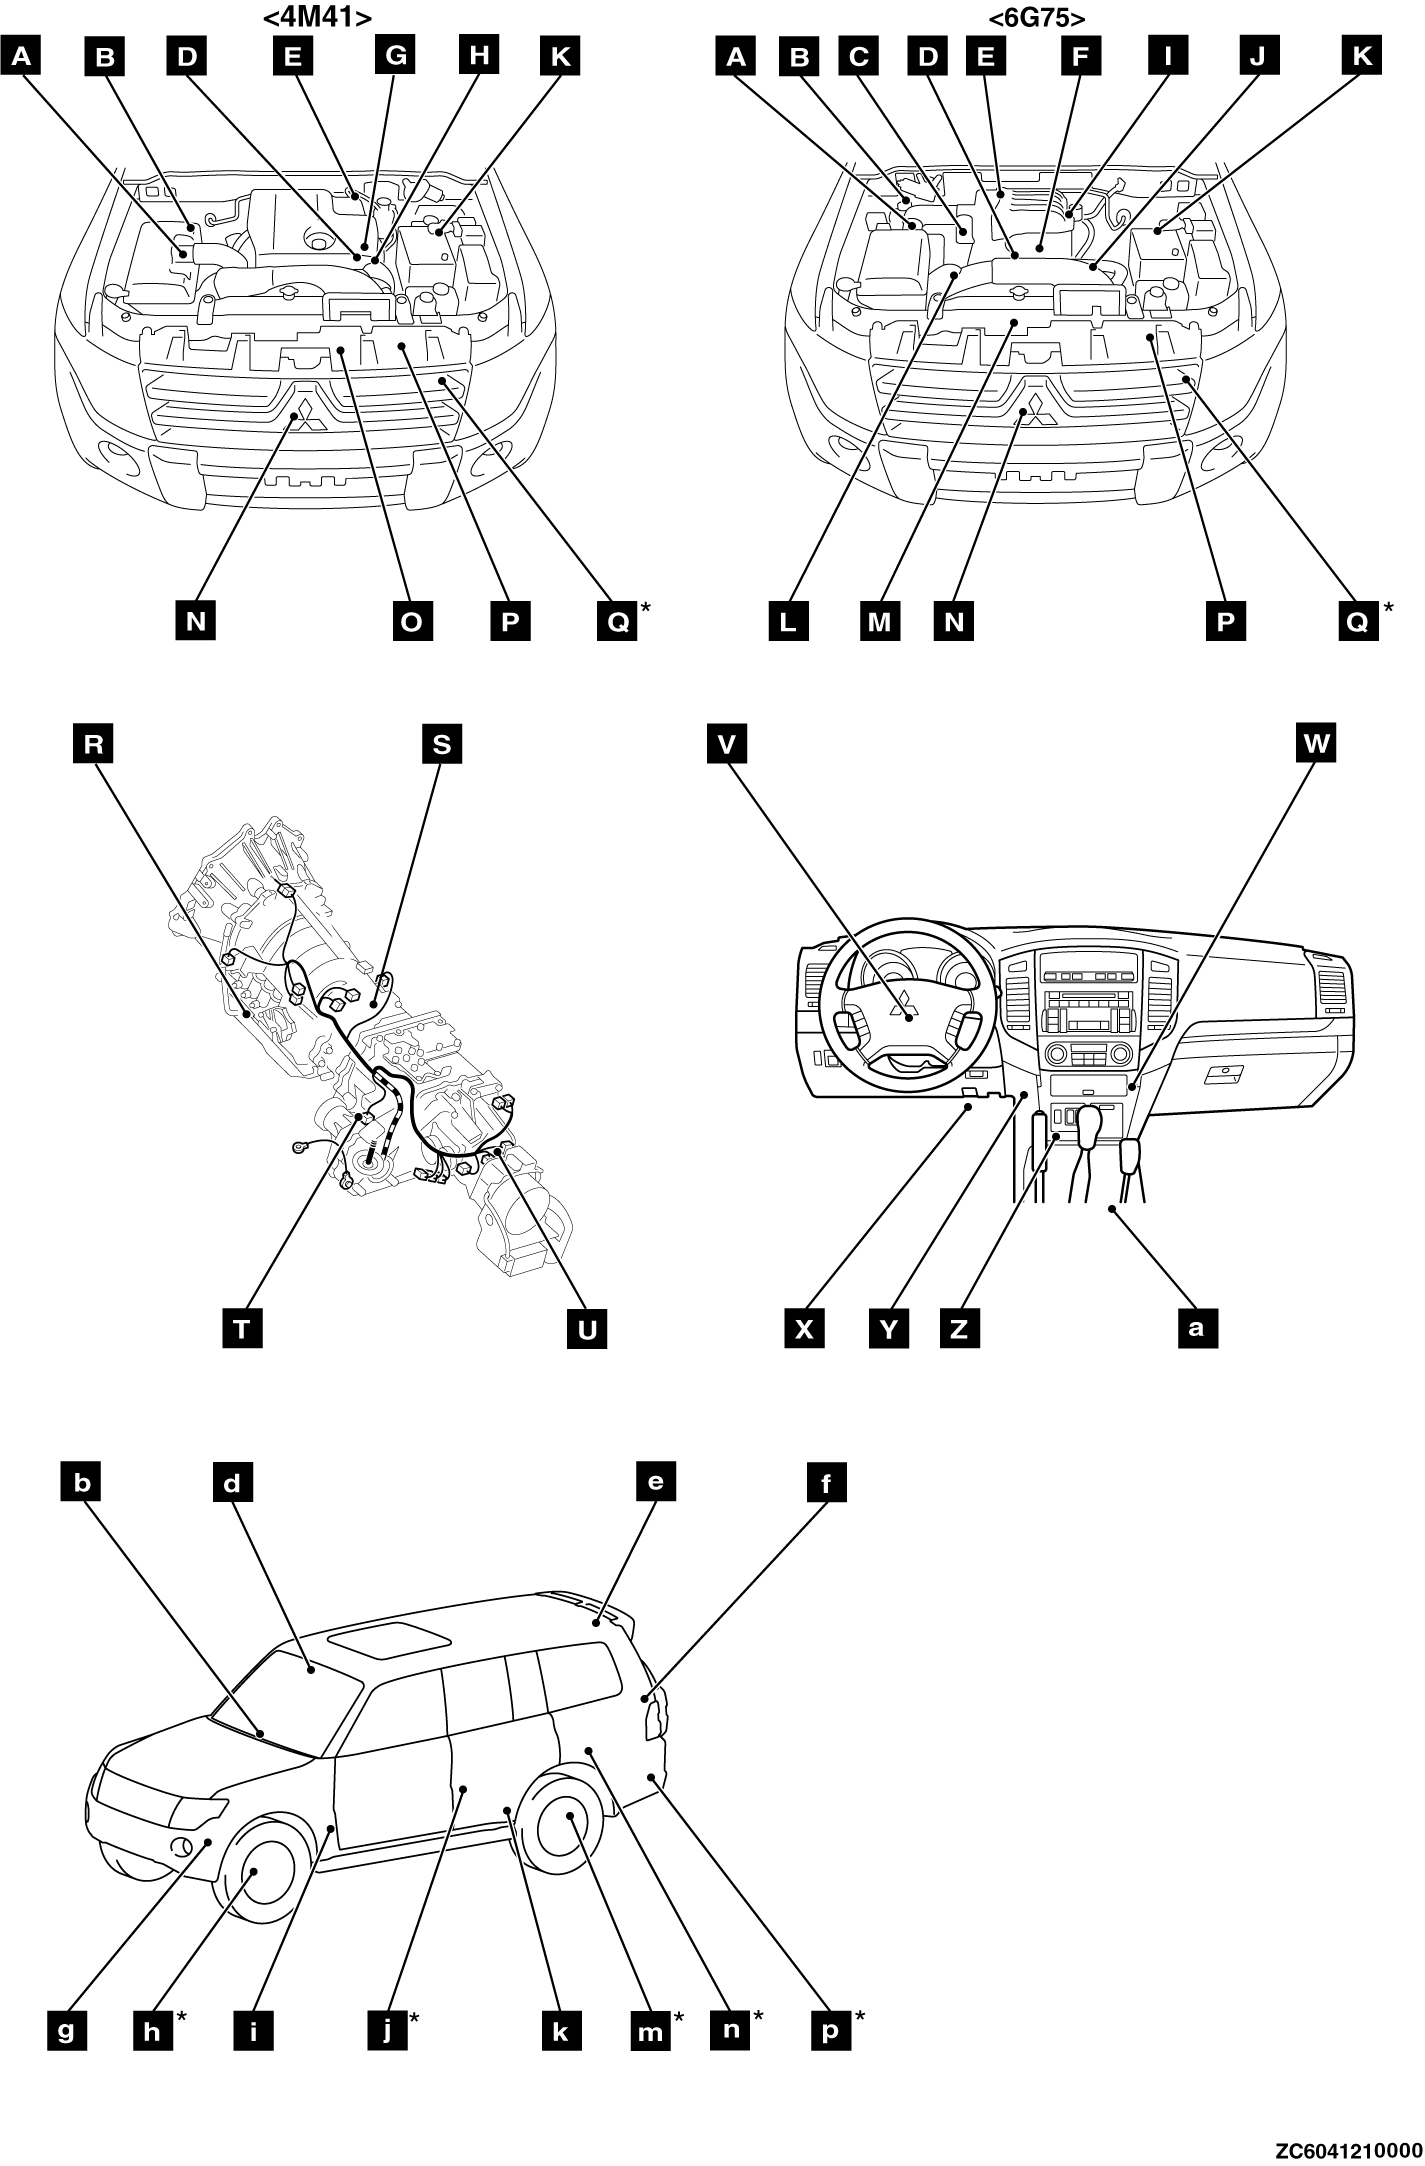 <4M41> <6G75>
A B D E G H K A B C D E F I J K
N O P Q* L M N P Q*
R S V W
T U X Y Z a
b d e f
g h* i j* k m* n* p*
ZC6041210000